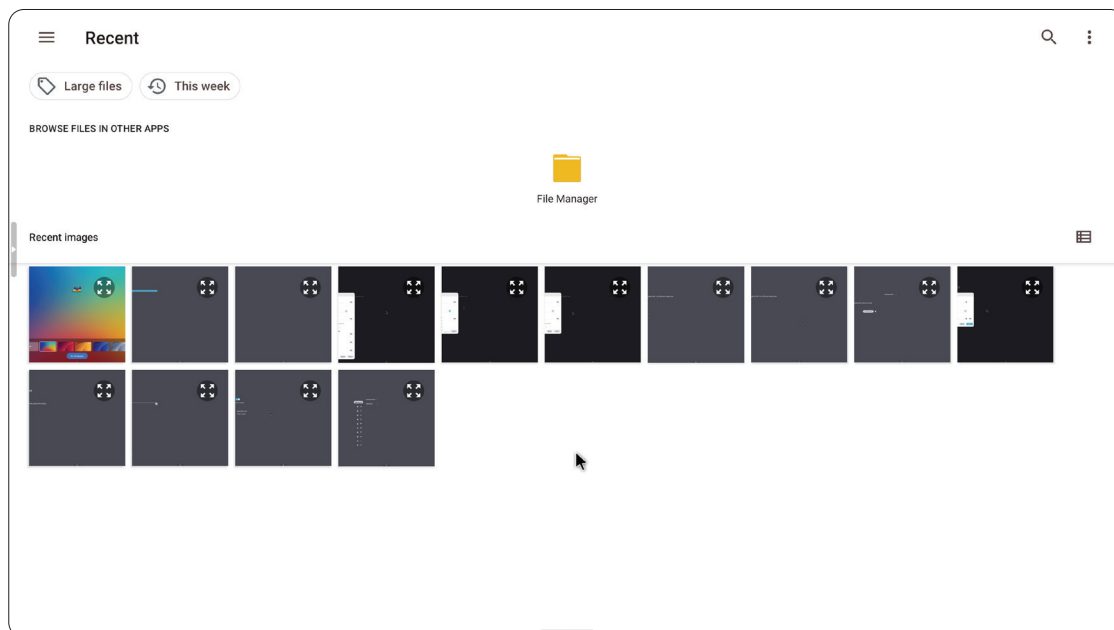 Recent
Large files
This week
BROWSE FILES IN OTHER APPS
File Manager
Recent images